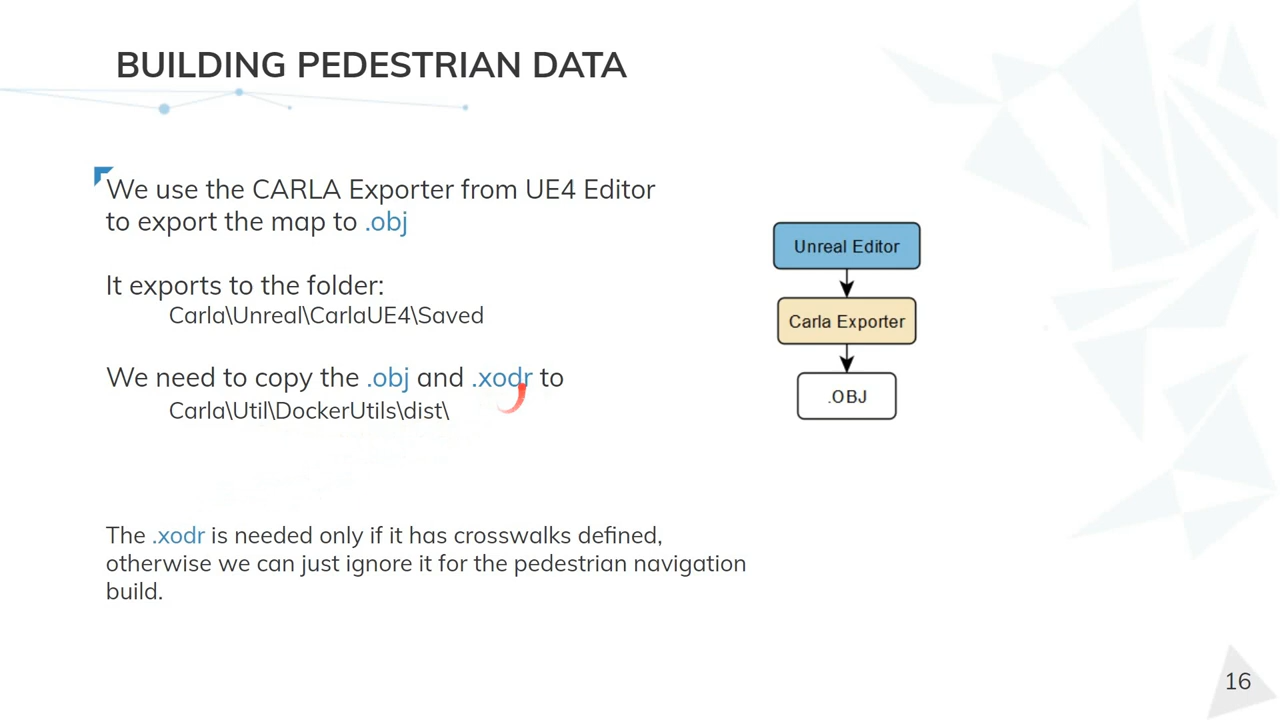 BUILDING PEDESTRIAN DATA
We use the CARLA Exporter from UE4 Editor
to export the map to .obj
It exports to the folder:
Carla\Unreal\CarlaUE4\Saved
We need to copy the .obj and .xodr to
Carla\Util\DockerUtils\dist\
The .xodr is needed only if it has crosswalks defined,
otherwise we can just ignore it for the pedestrian navigation
build.
Unreal Editor
Carla Exporter
.OBJ
16